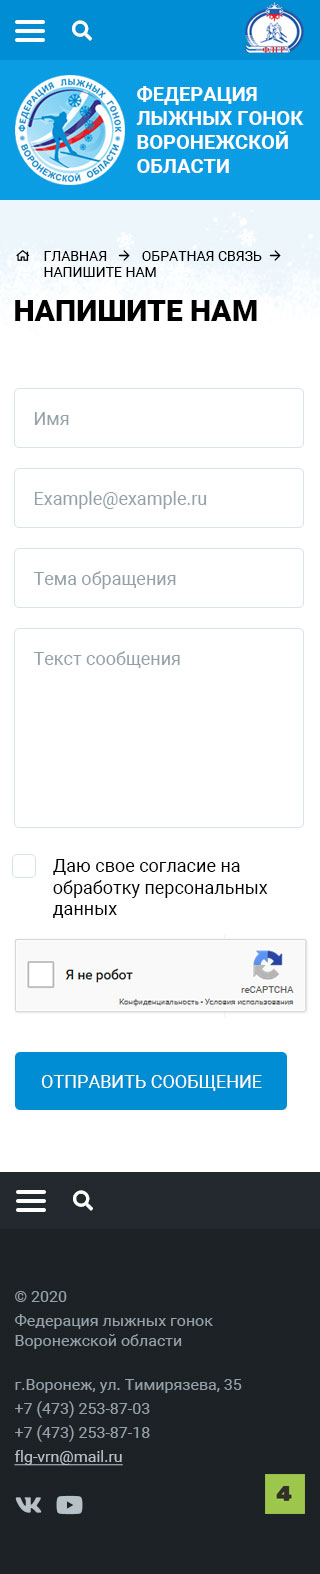 ФЛГР
ФЕДЕРАЦИЯ ЛЫЖНЫХ ГОНОК
ВОРОНЕЖСКОЙ ОБЛАСТИ
ФЕДЕРАЦИЯ
ЛЫЖНЫХ ГОНОК
ВОРОНЕЖСКОЙ
ОБЛАСТИ
ГЛАВНАЯ → ОБРАТНАЯ СВЯЗЬ →
НАПИШИТЕ НАМ
НАПИШИТЕ НАМ
Имя
Example@example.ru
Тема обращения
Текст сообщения
Даю свое согласие на
обработку персональных
данных
Я не робот
reCAPTCHA
Конфиденциальность • Условия использования
ОТПРАВИТЬ СООБЩЕНИЕ
© 2020
Федерация лыжных гонок
Воронежской области
г.Воронеж, ул. Тимирязева, 35
+7 (473) 253-87-03
+7 (473) 253-87-18
flg-vrn@mail.ru
4